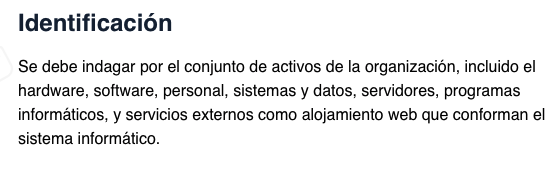 Identificación
Se debe indagar por el conjunto de activos de la organización, incluido el
hardware, software, personal, sistemas y datos, servidores, programas
informáticos, y servicios externos como alojamiento web que conforman el
sistema informático.